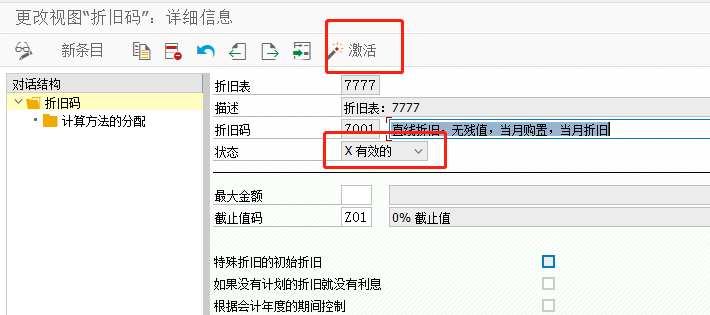 更改视图“折旧码”：详细信息
新条目
激活
对话结构
折旧码
计算方法的分配
折旧表 7777
描述 折旧表：7777
折旧码 Z001 直线折旧，无残值，当月购置，当月折旧
状态 X 有效的
最大金额
截止值码 Z01 0% 截止值
特殊折旧的初始折旧
如果没有计划的折旧就没有利息
根据会计年度的期间控制